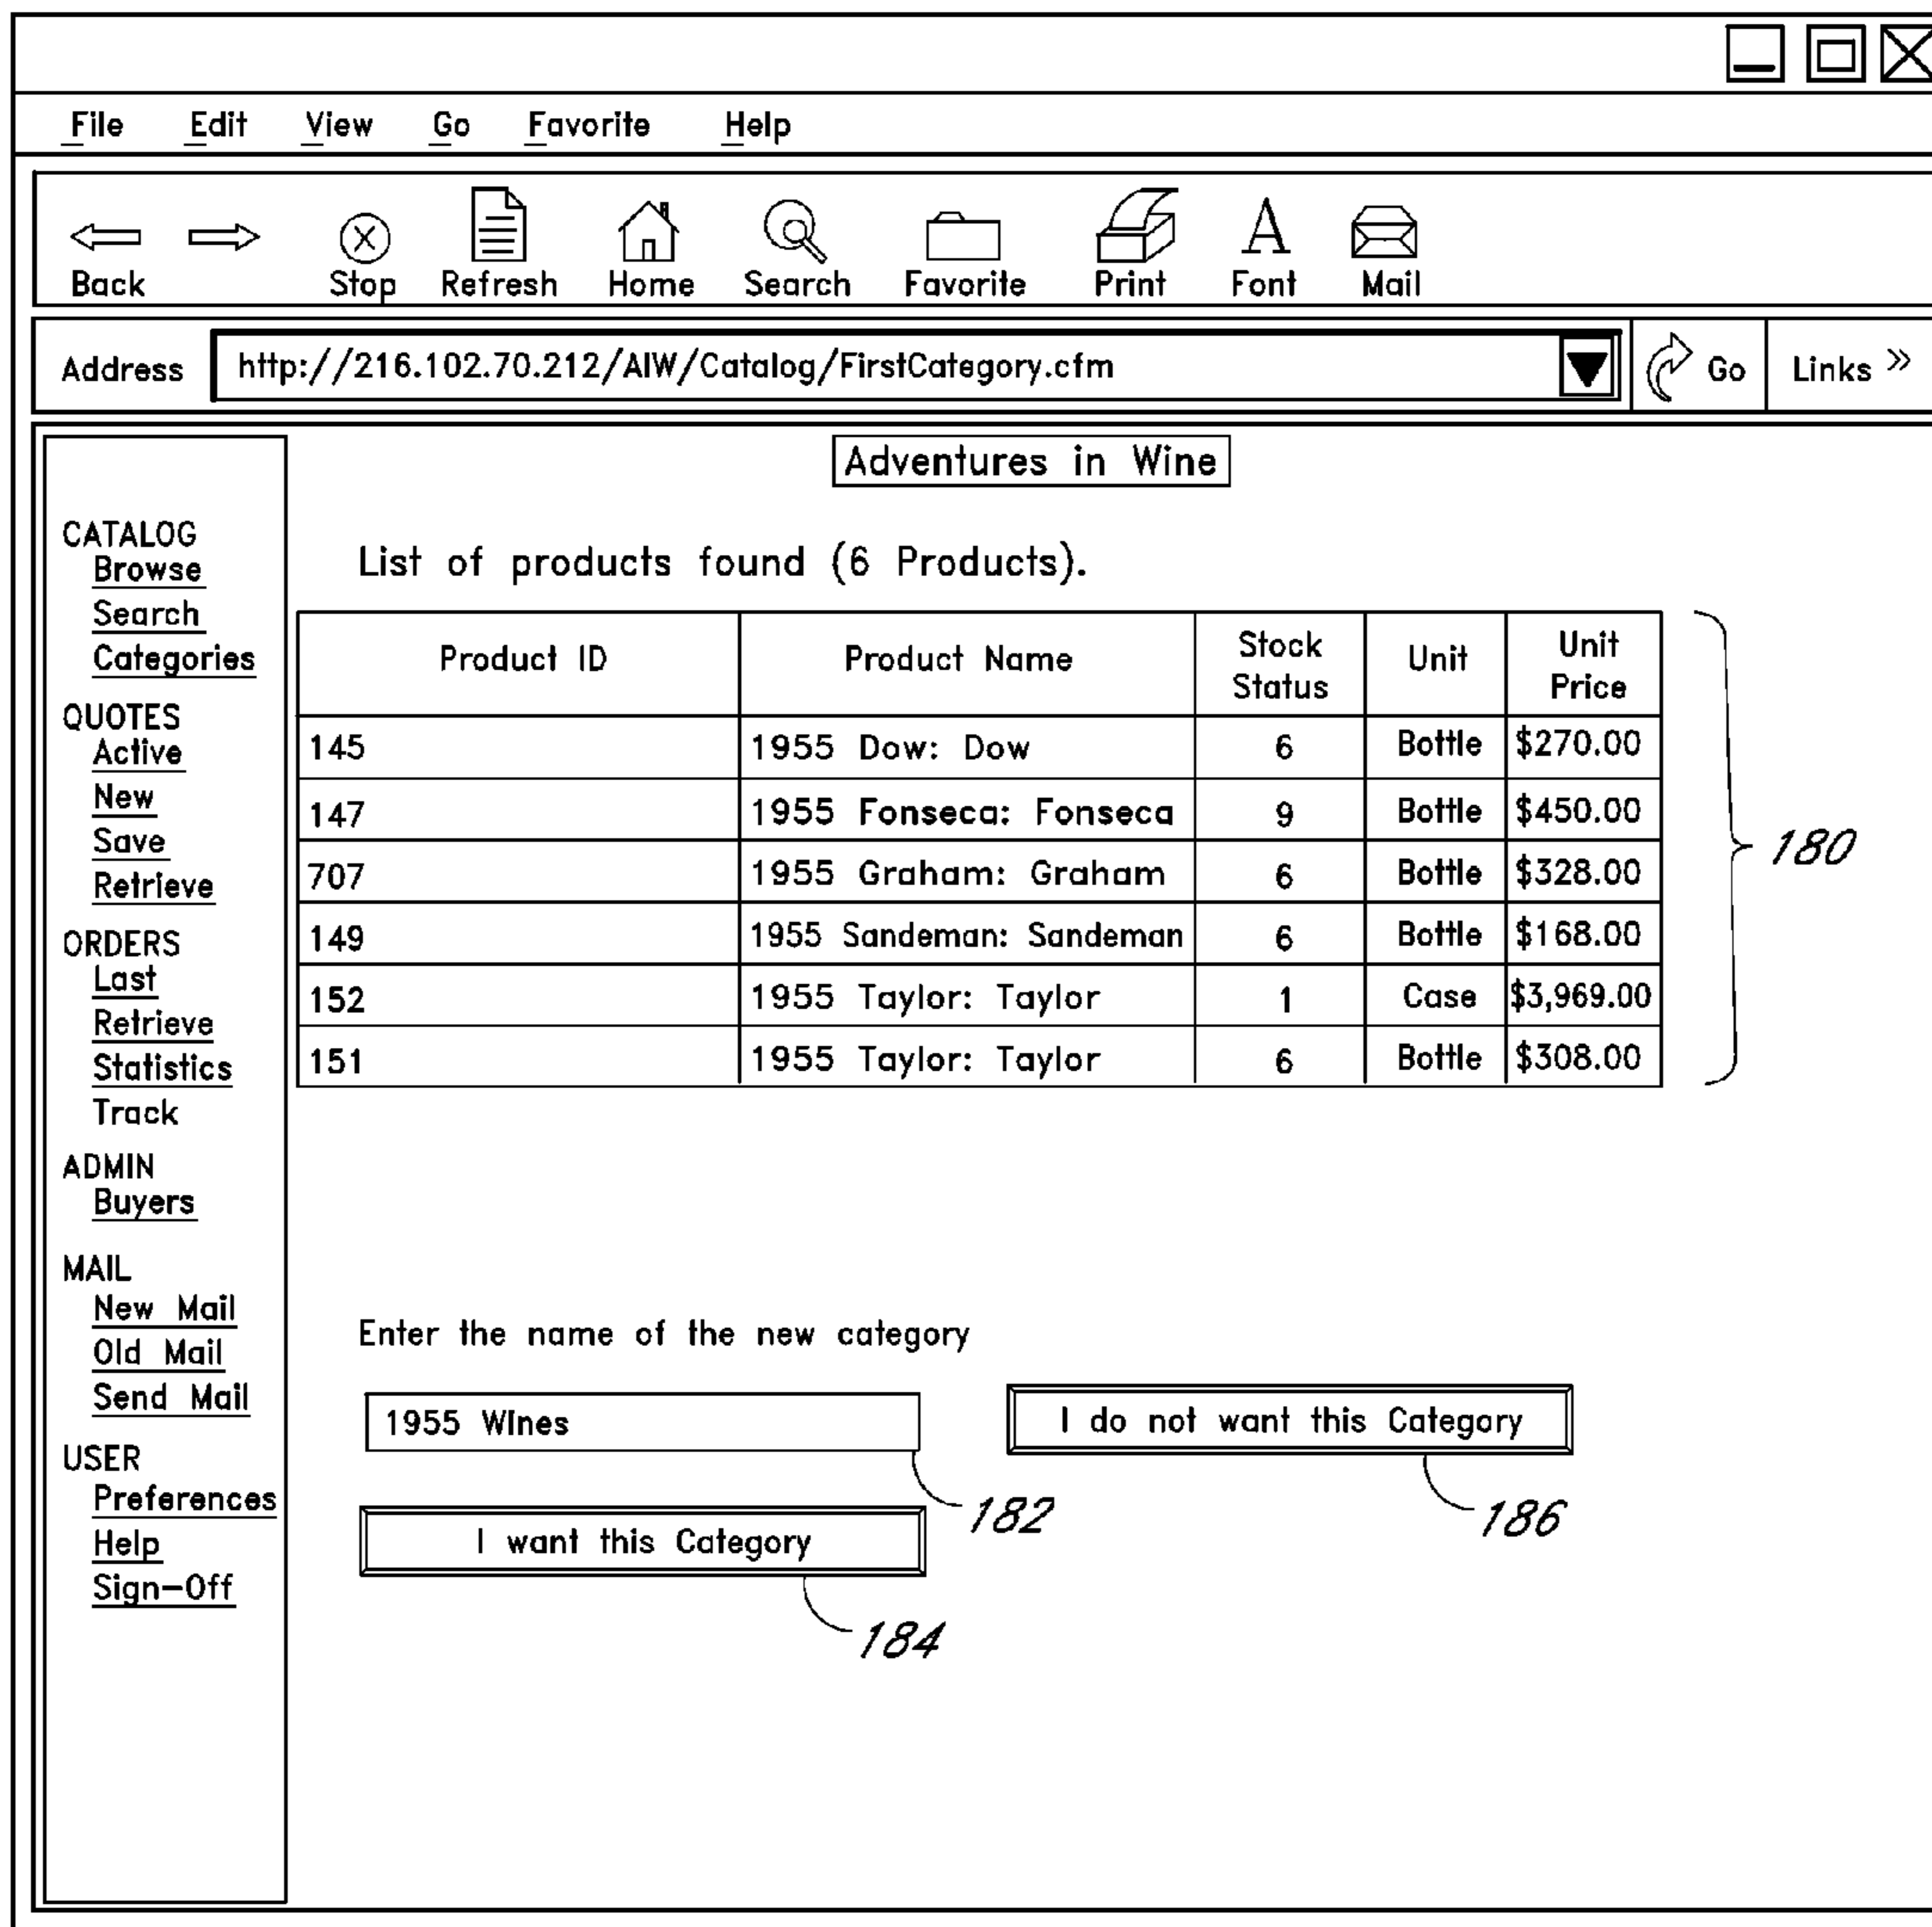 File Edit View Go Favorite Help
Back Stop Refresh Home Search Favorite Print Font Mail
Address http://216.102.70.212/AIW/Catalog/FirstCategory.cfm Go Links »
Adventures in Wine
CATALOG
Browse
Search
Categories
QUOTES
Active
New
Save
Retrieve
ORDERS
Last
Retrieve
Statistics
Track
ADMIN
Buyers
MAIL
New Mail
Old Mail
Send Mail
USER
Preferences
Help
Sign-Off
List of products found (6 Products).
Product ID Product Name Stock Status Unit Unit Price
145 1955 Dow: Dow 6 Bottle $270.00
147 1955 Fonseca: Fonseca 9 Bottle $450.00
707 1955 Graham: Graham 6 Bottle $328.00
149 1955 Sandeman: Sandeman 6 Bottle $168.00
152 1955 Taylor: Taylor 1 Case $3,969.00
151 1955 Taylor: Taylor 6 Bottle $308.00
180
Enter the name of the new category
1955 Wines
182
I do not want this Category
186
I want this Category
184